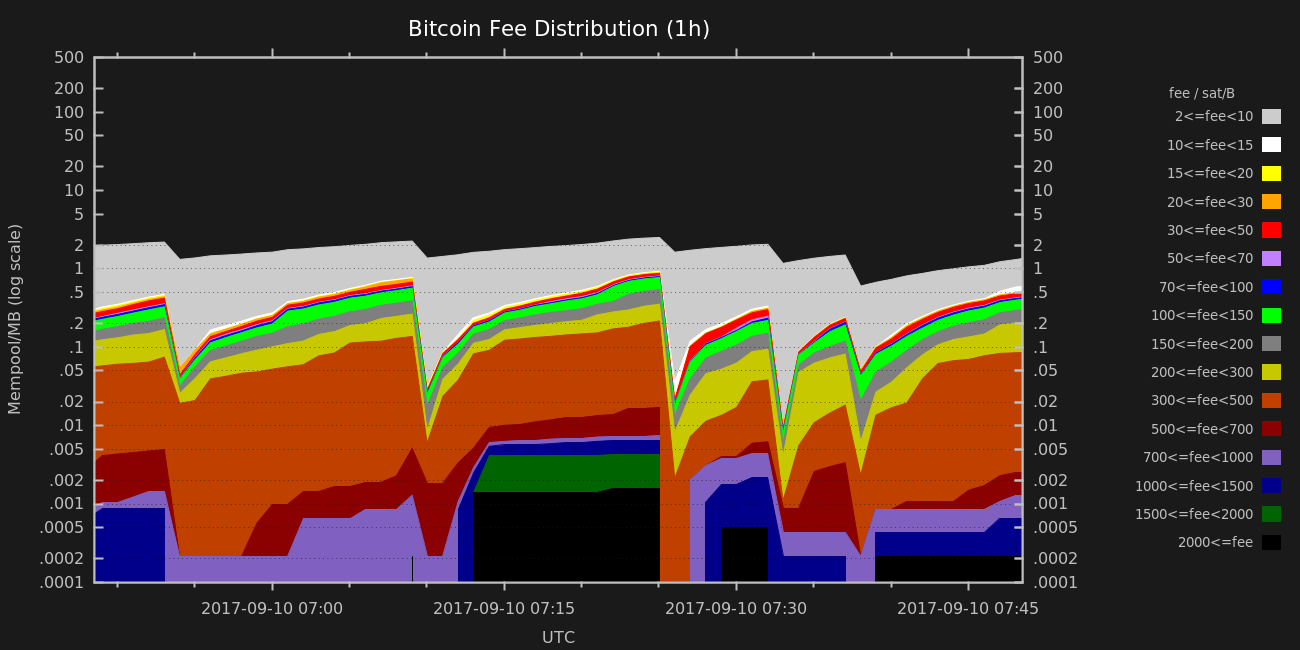 Bitcoin Fee Distribution (1h)
Mempool/MB (log scale)
500
200
100
50
20
10
5
2
1
.5
.2
.1
.05
.02
.01
.005
.002
.001
.0005
.0002
.0001
500
200
100
50
20
10
5
2
1
.5
.2
.1
.05
.02
.01
.005
.002
.001
.0005
.0002
.0001
2017-09-10 07:00
2017-09-10 07:15
2017-09-10 07:30
2017-09-10 07:45
UTC
fee / sat/B
2<=fee<10
10<=fee<15
15<=fee<20
20<=fee<30
30<=fee<50
50<=fee<70
70<=fee<100
100<=fee<150
150<=fee<200
200<=fee<300
300<=fee<500
500<=fee<700
700<=fee<1000
1000<=fee<1500
1500<=fee<2000
2000<=fee